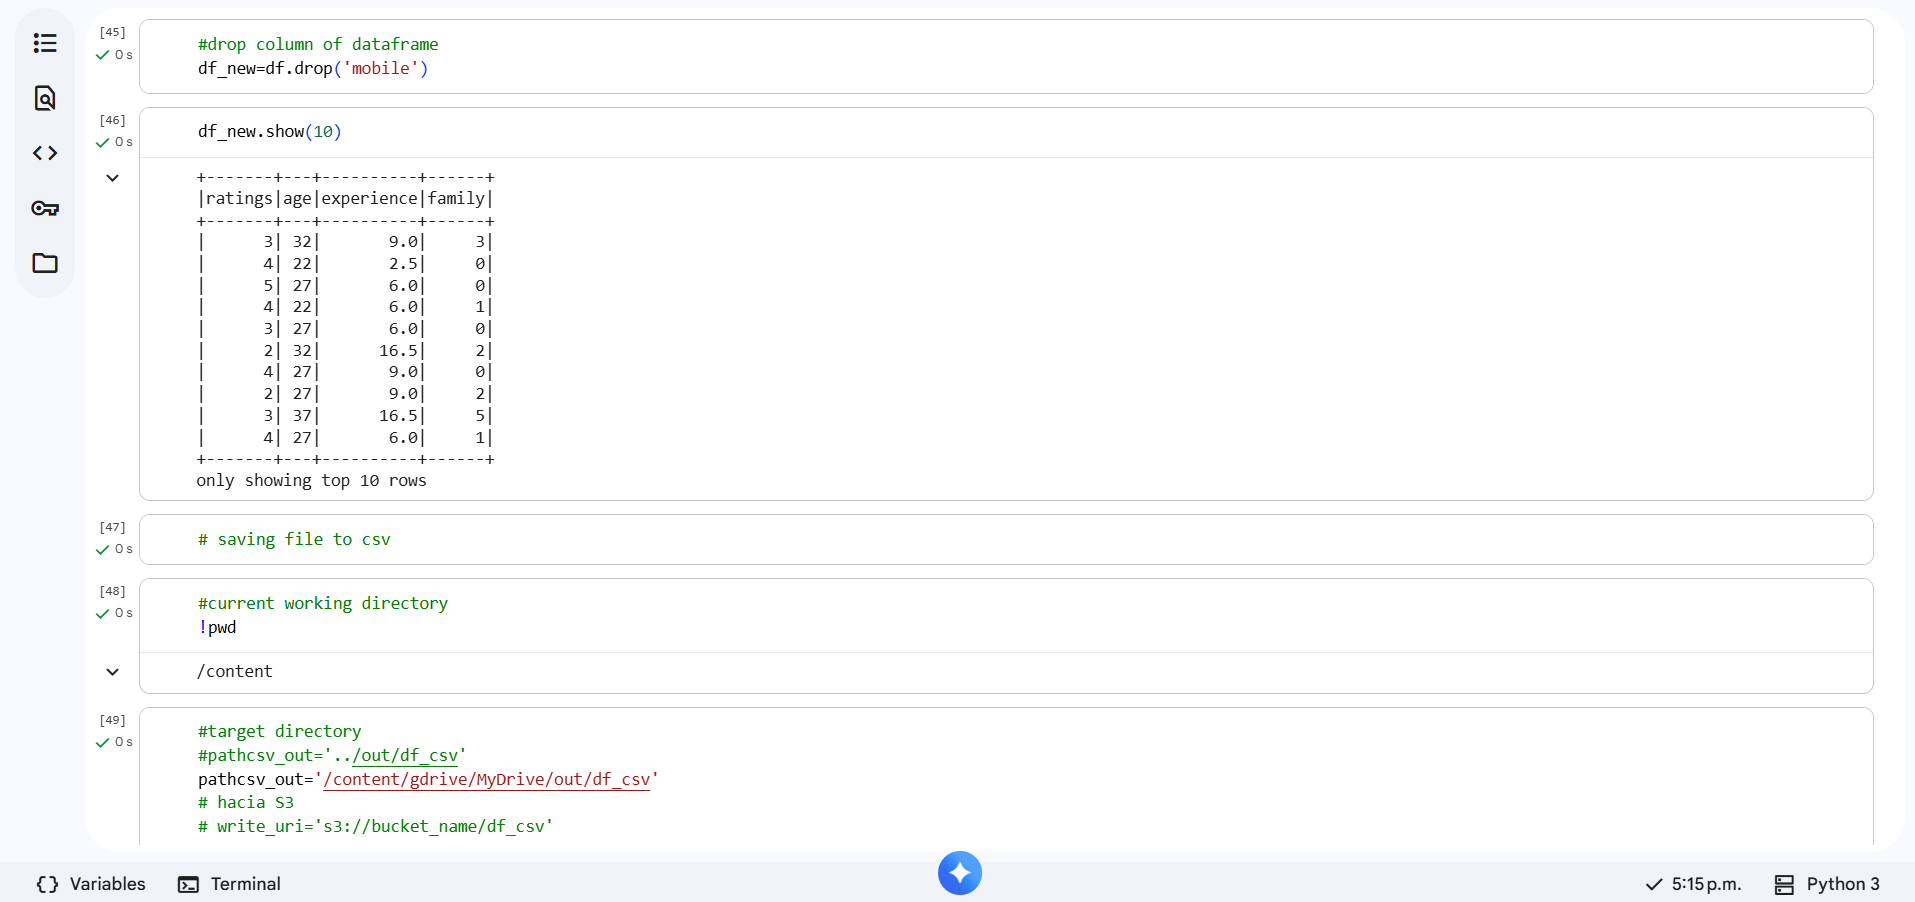 [45]
0 s
#drop column of dataframe
df_new=df.drop('mobile')
[46]
0 s
df_new.show(10)
+-------+---+----------+------+
|ratings|age|experience|family|
+-------+---+----------+------+
|      3| 32|       9.0|     3|
|      4| 22|       2.5|     0|
|      5| 27|       6.0|     0|
|      4| 22|       6.0|     1|
|      3| 27|       6.0|     0|
|      2| 32|      16.5|     2|
|      4| 27|       9.0|     0|
|      2| 27|       9.0|     2|
|      3| 37|      16.5|     5|
|      4| 27|       6.0|     1|
+-------+---+----------+------+
only showing top 10 rows
[47]
0 s
# saving file to csv
[48]
0 s
#current working directory
!pwd
/content
[49]
0 s
#target directory
#pathcsv_out='../out/df_csv'
pathcsv_out='/content/gdrive/MyDrive/out/df_csv'
# hacia S3
# write_uri='s3://bucket_name/df_csv'
Variables
Terminal
5:15 p.m.
Python 3